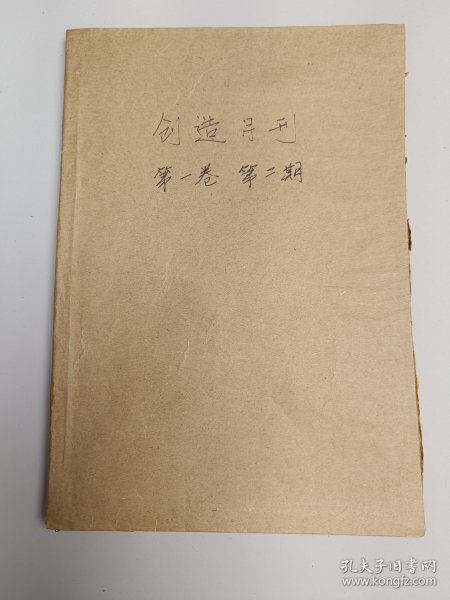 创造月刊
第一卷 第二期
孔夫子旧书网
www.kongfz.com